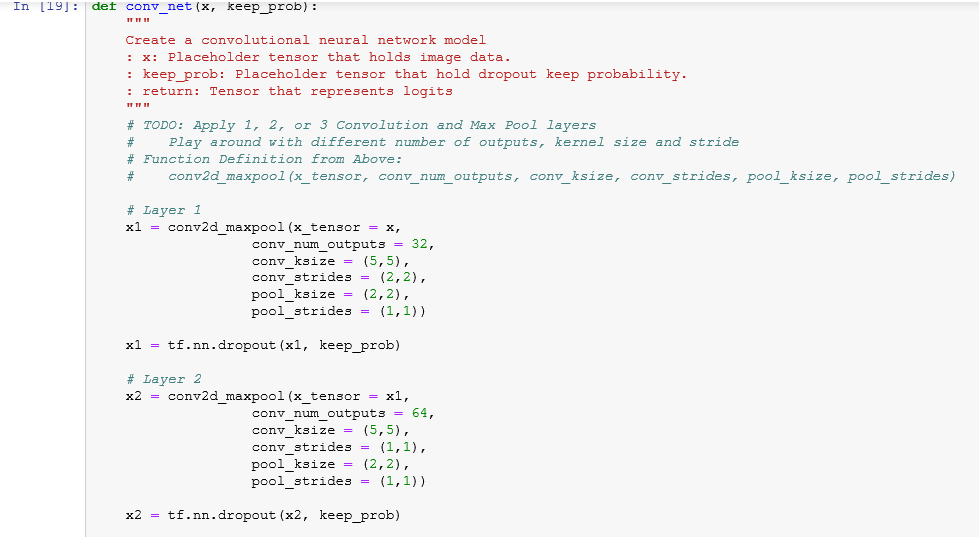 In [19]: def conv_net(x, keep_prob):
"""
Create a convolutional neural network model
: x: Placeholder tensor that holds image data.
: keep_prob: Placeholder tensor that hold dropout keep probability.
: return: Tensor that represents logits
"""
# TODO: Apply 1, 2, or 3 Convolution and Max Pool layers
#    Play around with different number of outputs, kernel size and stride
# Function Definition from Above:
#    conv2d_maxpool(x_tensor, conv_num_outputs, conv_ksize, conv_strides, pool_ksize, pool_strides)
# Layer 1
x1 = conv2d_maxpool(x_tensor = x,
conv_num_outputs = 32,
conv_ksize = (5,5),
conv_strides = (2,2),
pool_ksize = (2,2),
pool_strides = (1,1))
x1 = tf.nn.dropout(x1, keep_prob)
# Layer 2
x2 = conv2d_maxpool(x_tensor = x1,
conv_num_outputs = 64,
conv_ksize = (5,5),
conv_strides = (1,1),
pool_ksize = (2,2),
pool_strides = (1,1))
x2 = tf.nn.dropout(x2, keep_prob)